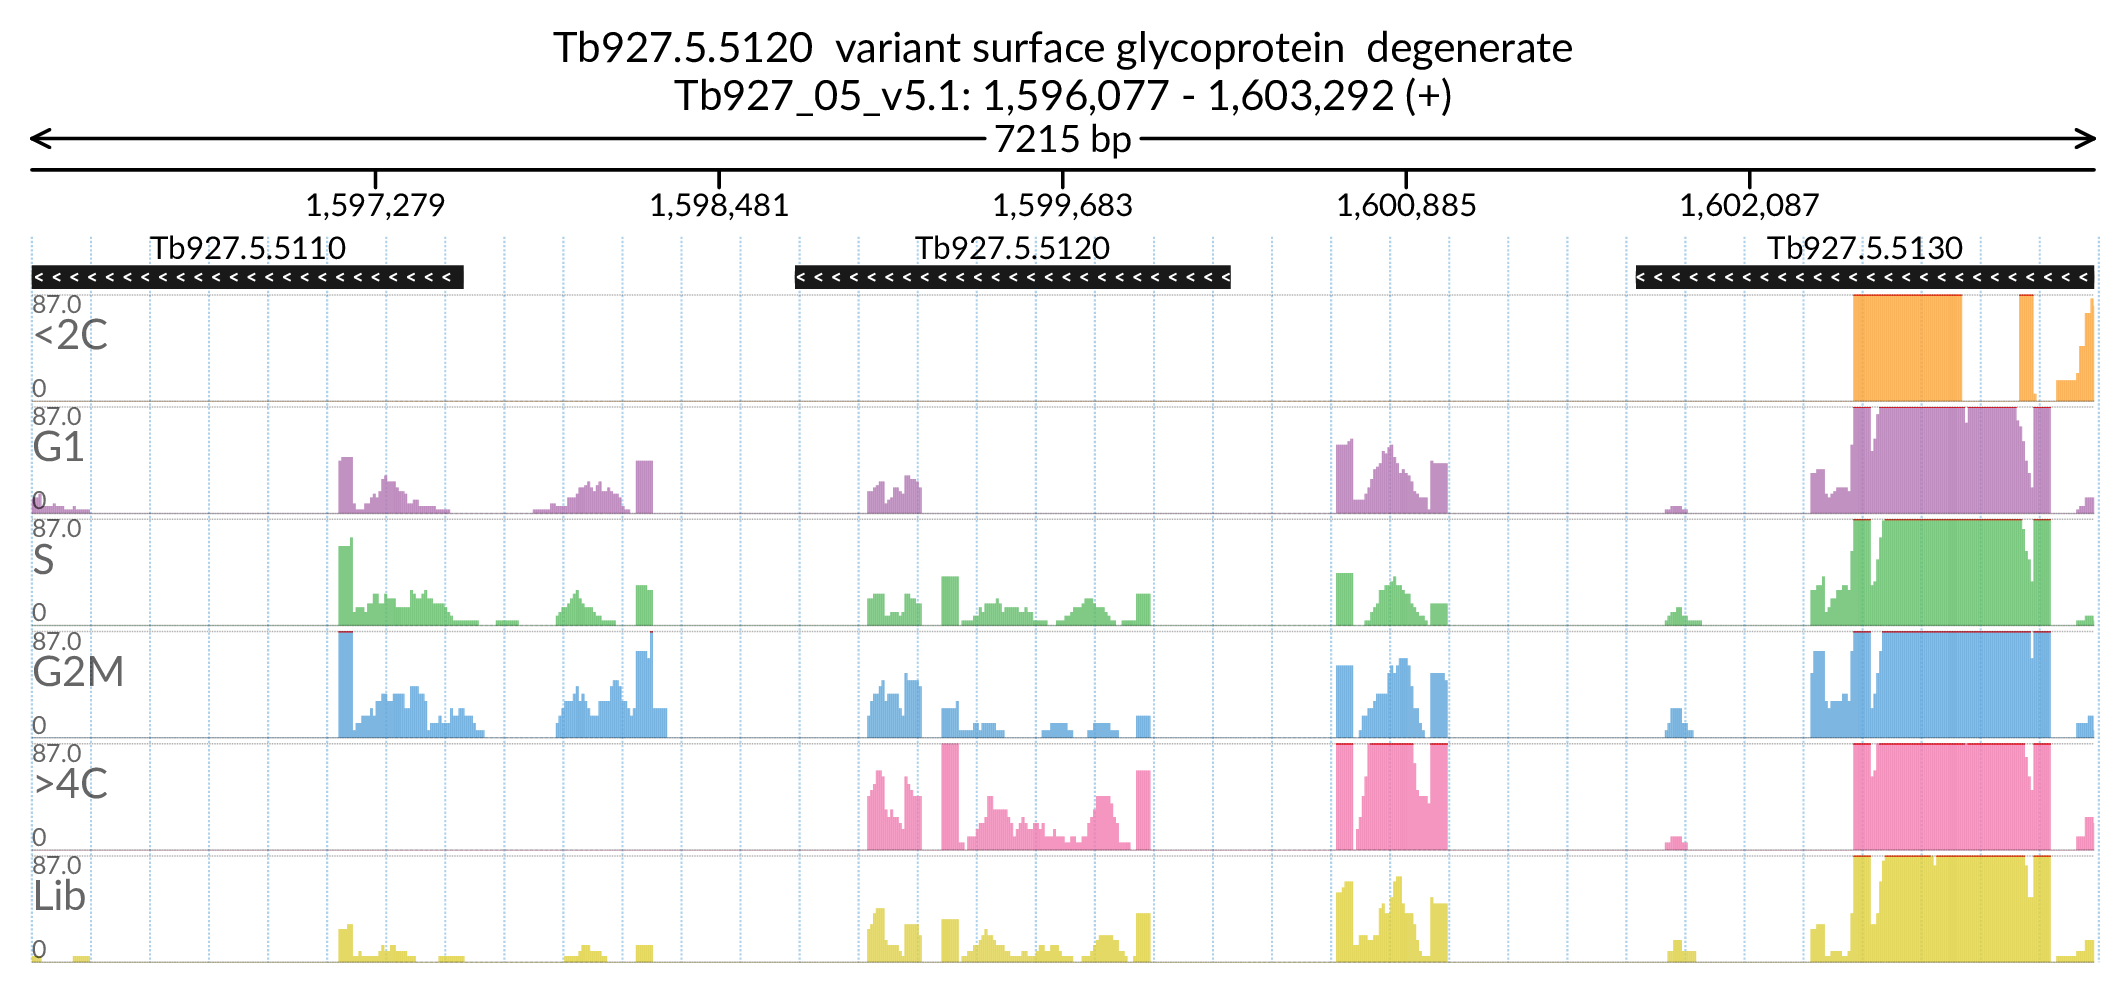 Tb927.5.5120 variant surface glycoprotein degenerate
Tb927_05_v5.1: 1,596,077 - 1,603,292 (+)
7215 bp
1,597,279 1,598,481 1,599,683 1,600,885 1,602,087
Tb927.5.5110 Tb927.5.5120 Tb927.5.5130
87.0
<2C
0
87.0
G1
0
87.0
S
0
87.0
G2M
0
87.0
>4C
0
87.0
Lib
0